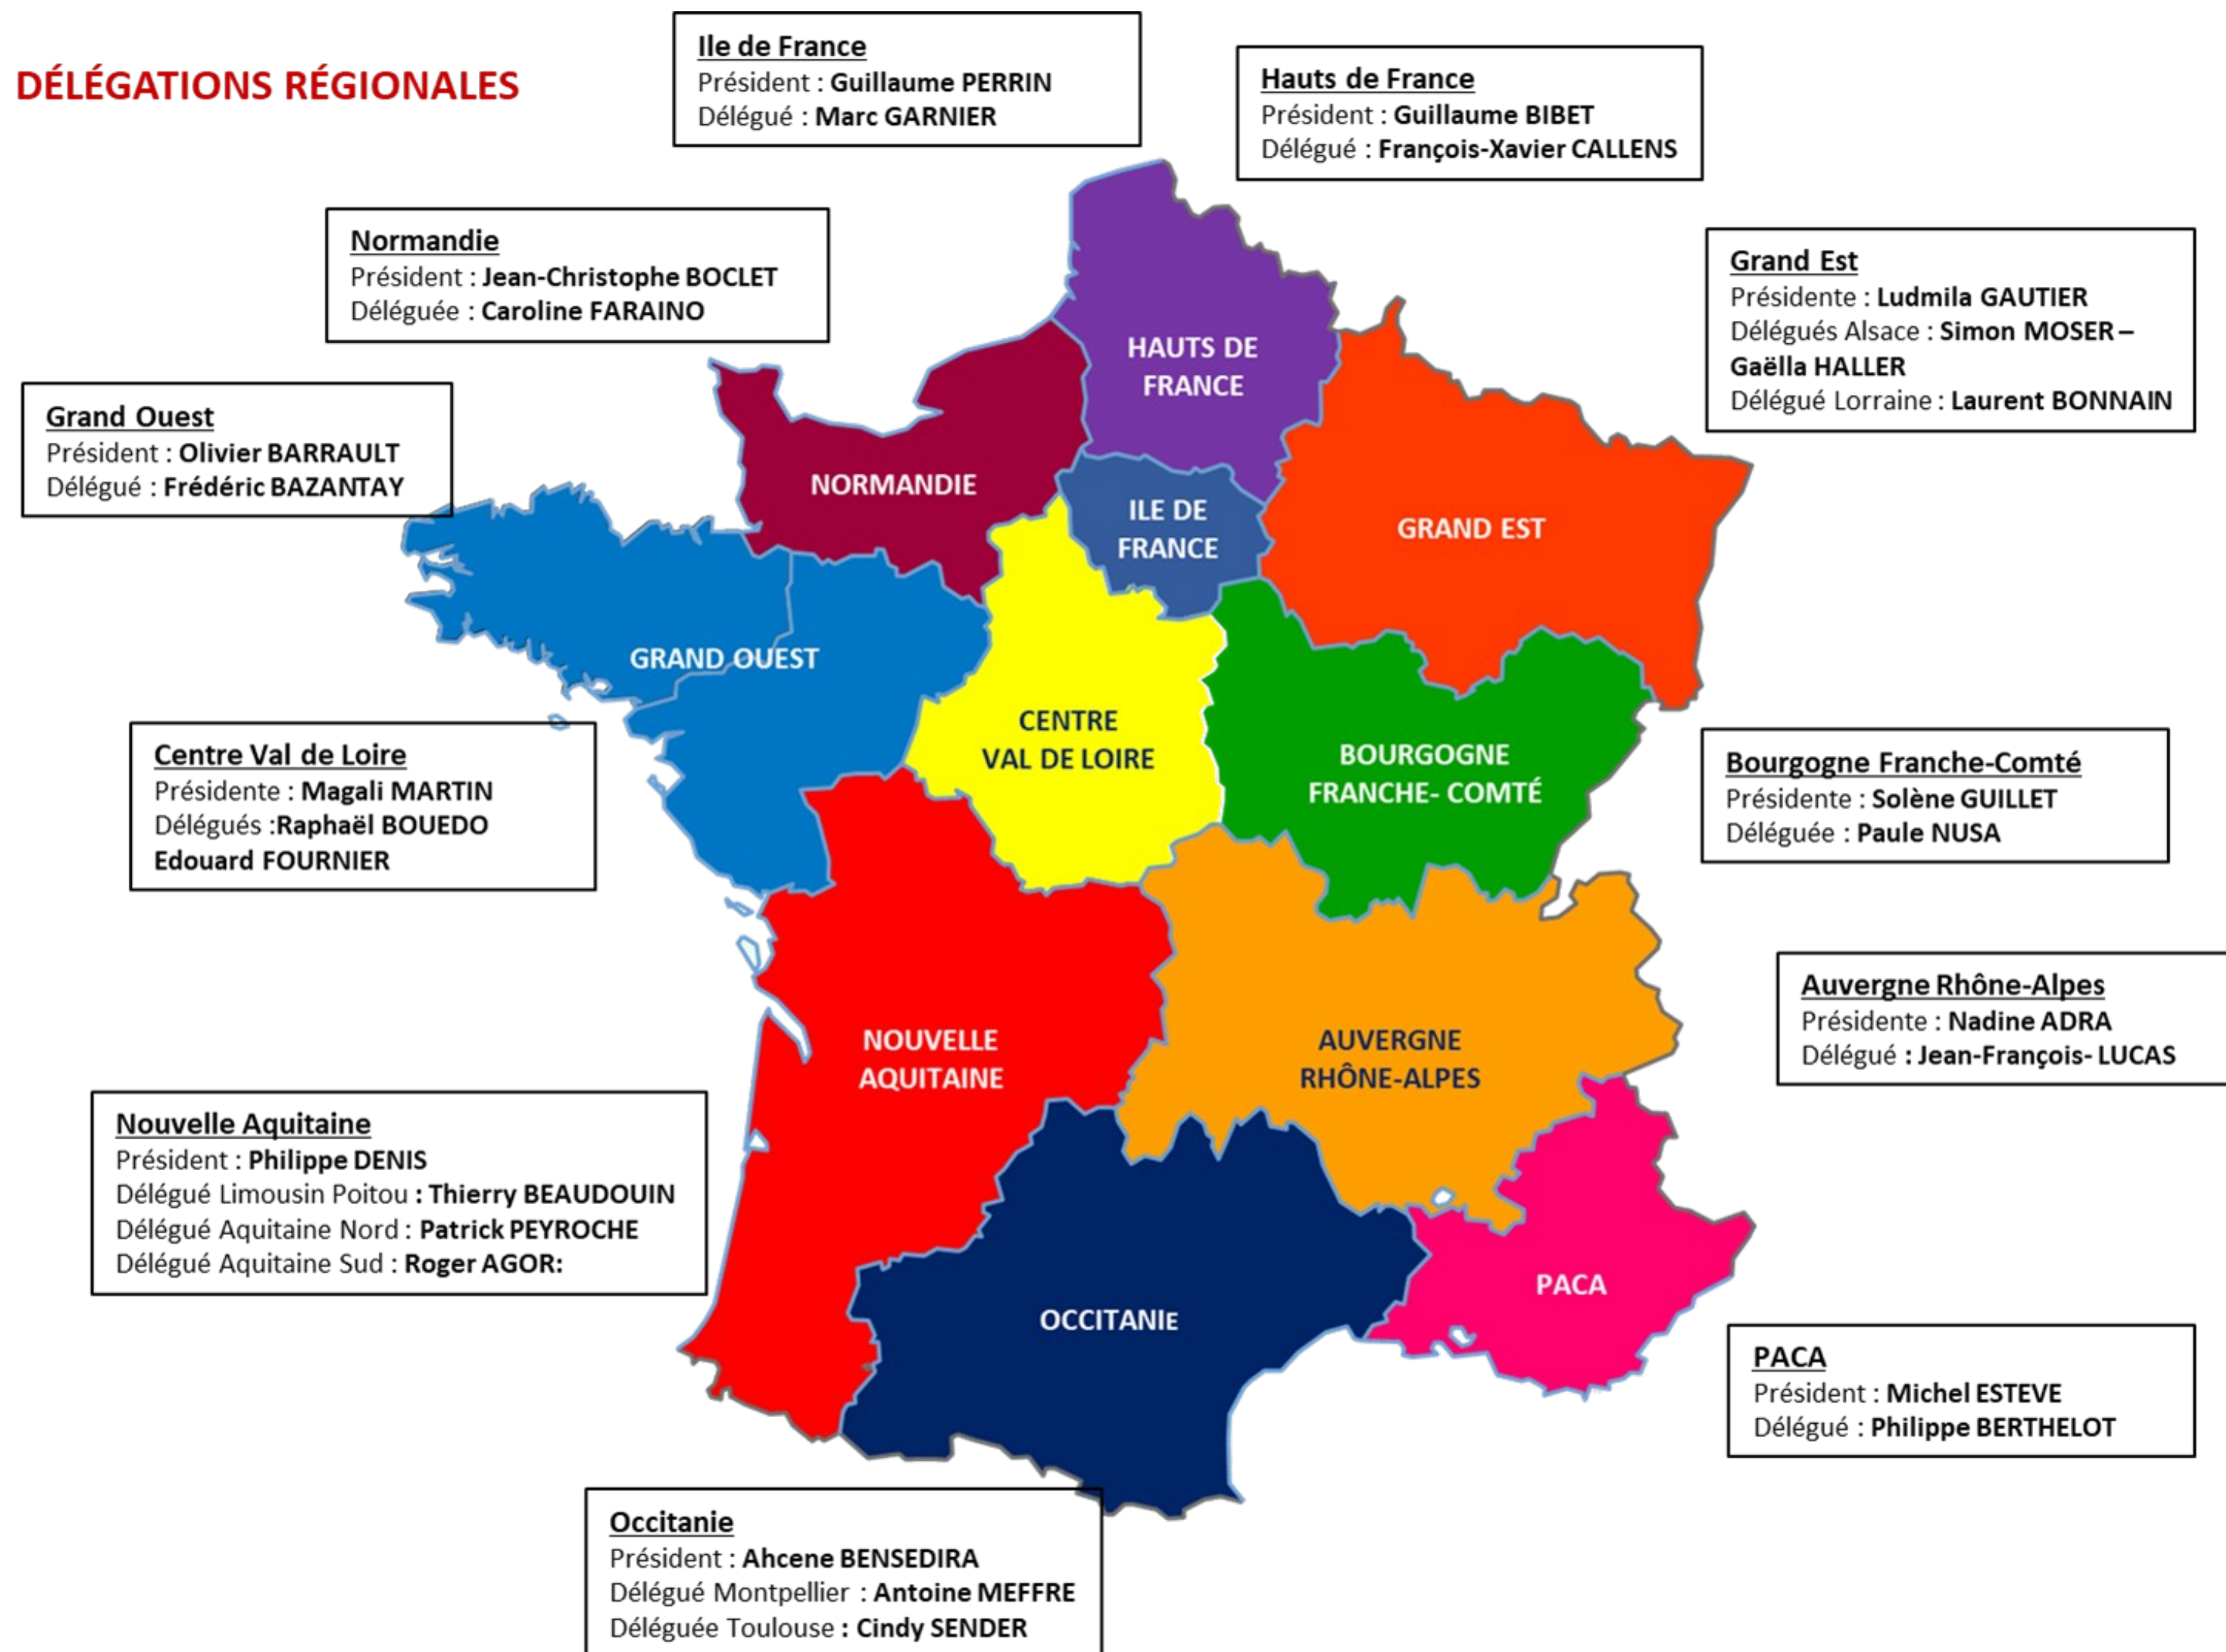 DÉLÉGATIONS RÉGIONALES
Ile de France
Président : Guillaume PERRIN
Délégué : Marc GARNIER
Hauts de France
Président : Guillaume BIBET
Délégué : François-Xavier CALLENS
Normandie
Président : Jean-Christophe BOCLET
Déléguée : Caroline FARAINO
Grand Est
Présidente : Ludmila GAUTIER
Délégués Alsace : Simon MOSER –
Gaëlla HALLER
Délégué Lorraine : Laurent BONNAIN
Grand Ouest
Président : Olivier BARRAULT
Délégué : Frédéric BAZANTAY
HAUTS DE
FRANCE
NORMANDIE
ILE DE
FRANCE
GRAND EST
GRAND OUEST
CENTRE
VAL DE LOIRE
BOURGOGNE
FRANCHE- COMTÉ
Centre Val de Loire
Présidente : Magali MARTIN
Délégués :Raphaël BOUEDO
Edouard FOURNIER
Bourgogne Franche-Comté
Présidente : Solène GUILLET
Déléguée : Paule NUSA
NOUVELLE
AQUITAINE
AUVERGNE
RHÔNE-ALPES
Auvergne Rhône-Alpes
Présidente : Nadine ADRA
Délégué : Jean-François- LUCAS
Nouvelle Aquitaine
Président : Philippe DENIS
Délégué Limousin Poitou : Thierry BEAUDOUIN
Délégué Aquitaine Nord : Patrick PEYROCHE
Délégué Aquitaine Sud : Roger AGOR:
OCCITANIE
PACA
PACA
Président : Michel ESTEVE
Délégué : Philippe BERTHELOT
Occitanie
Président : Ahcene BENSEDIRA
Délégué Montpellier : Antoine MEFFRE
Déléguée Toulouse : Cindy SENDER